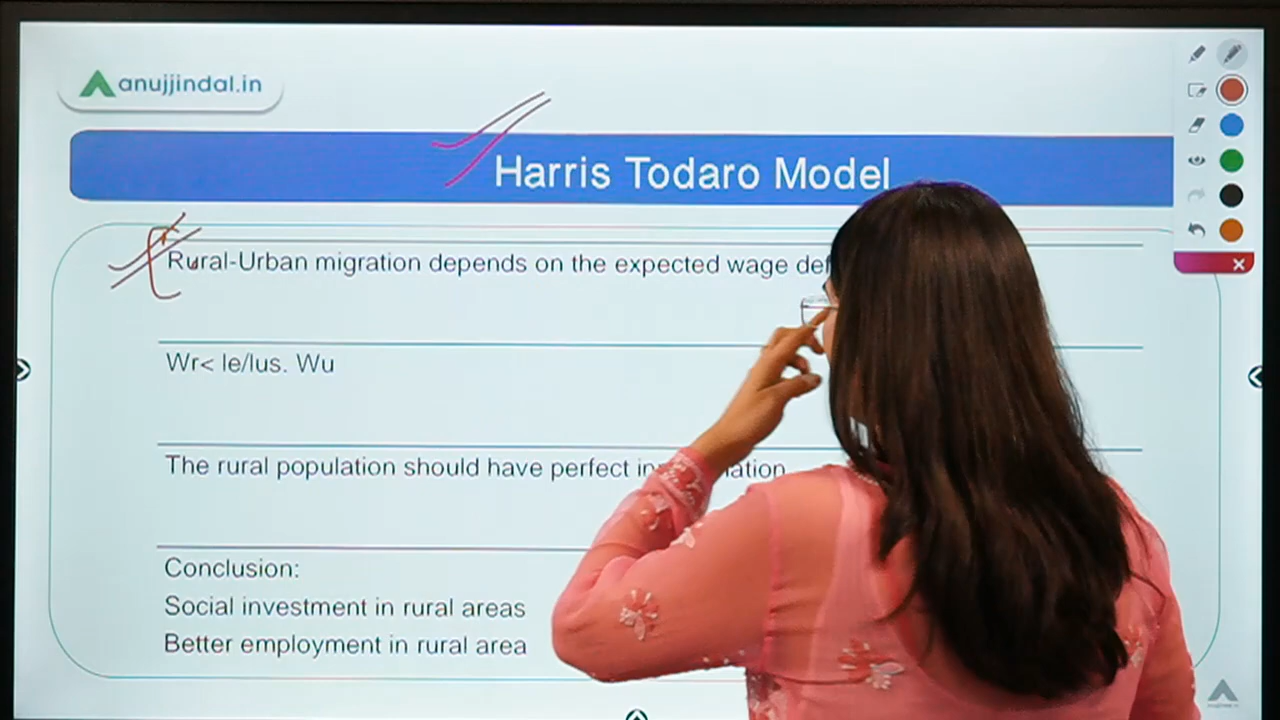 anujjindal.in
Harris Todaro Model
Rural-Urban migration depends on the expected wage
Wr< le/lus. Wu
The rural population should have perfect
Conclusion:
Social investment in rural areas
Better employment in rural area